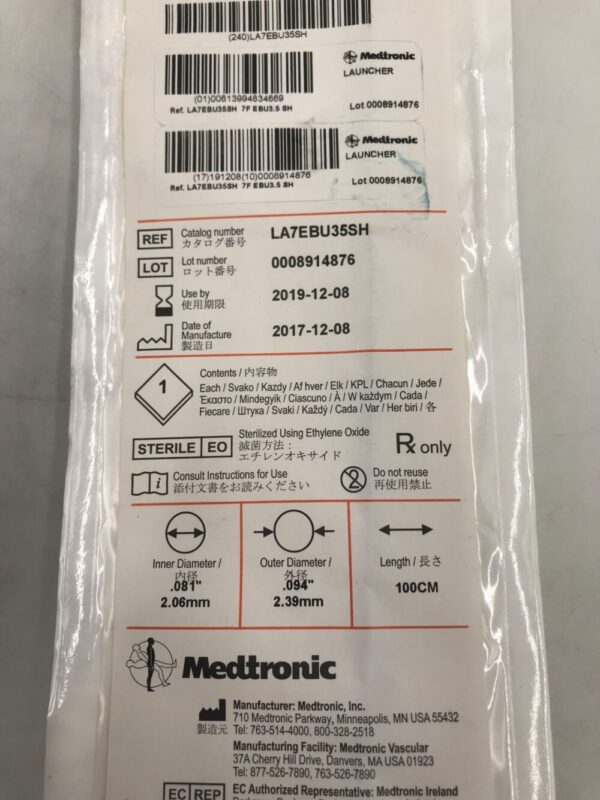 (240)LA7EBU35SH
(01)00613994834669
Ref. LA7EBU35SH 7F EBU3.5 SH
Medtronic
LAUNCHER
Lot 0008914876
(17)191208(10)0008914876
Ref. LA7EBU35SH 7F EBU3.5 SH
Medtronic
LAUNCHER
Lot 0008914876
REF Catalog number LA7EBU35SH
カタログ番号
LOT Lot number 0008914876
ロット番号
Use by 2019-12-08
使用期限
Date of
Manufacture 2017-12-08
製造日
1
Contents / 内容物
Each / Svako / Kazdy / Af hver / Elk / KPL / Chacun / Jede /
Έκαστο / Mindegyik / Ciascuno / À / W każdym / Cada /
Fiecare / Штука / Svaki / Každý / Cada / Var / Her biri / 各
STERILE EO Sterilized Using Ethylene Oxide
滅菌方法：
エチレンオキサイド
Rx only
Consult Instructions for Use
添付文書をお読みください
2 Do not reuse
再使用禁止
Inner Diameter /
内径
.081"
2.06mm
Outer Diameter /
外径
.094"
2.39mm
Length / 長さ
100CM
Medtronic
Manufacturer: Medtronic, Inc.
710 Medtronic Parkway, Minneapolis, MN USA 55432
製造元 Tel: 763-514-4000, 800-328-2518
Manufacturing Facility: Medtronic Vascular
37A Cherry Hill Drive, Danvers, MA USA 01923
Tel: 877-526-7890, 763-526-7890
EC REP EC Authorized Representative: Medtronic Ireland